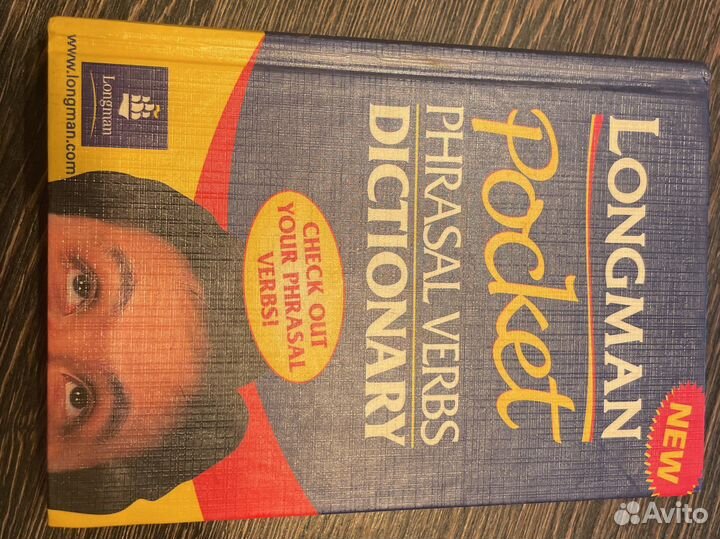 NEW
LONGMAN
Pocket
PHRASAL VERBS
DICTIONARY
CHECK OUT
YOUR PHRASAL
VERBS!
Longman
www.longman.com
Avito